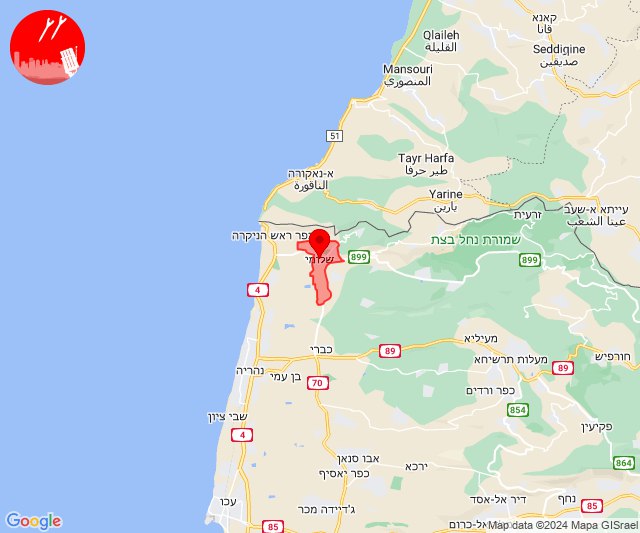 Qlaileh
القليلة
קאנא
قانا
Seddiqine
صديقين
Mansouri
المنصوري
51
Tayr Harfa
طير حرفا
א-נאקורה
الناقورة
Yarine
يارين
עייתא א-שעב
عيتا الشعب
זרעית
כפר ראש הניקרה
שמורת נחל בצת
שלומי
899
899
4
מעיליא
כברי
89
מעלות תרשיחא
חורפיש
89
נהריה
בן עמי
70
כפר ורדים
854
שבי ציון
פקיעין
4
אבו סנאן
ירכא
864
כפר יאסיף
עכו
דיר אל-אסד
נחף
ג'דיידה מכר
85
85
Google
אל-כרום
Map data ©2024 Mapa GISrael